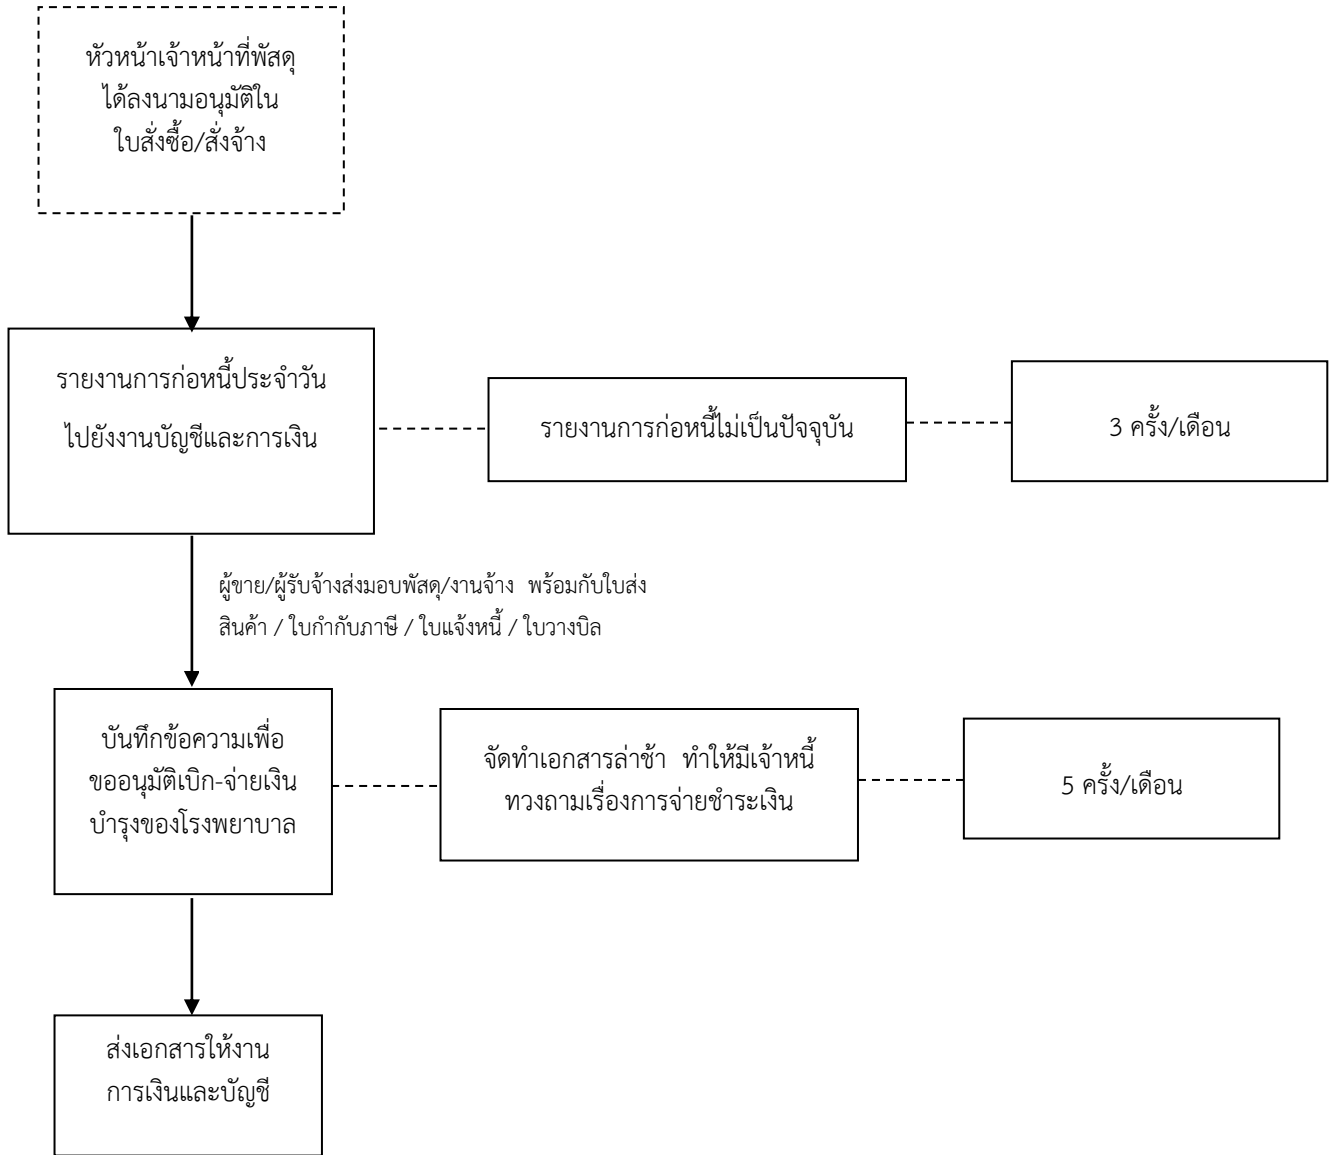 หัวหน้าเจ้าหน้าที่พัสดุ
ได้ลงนามอนุมัติใน
ใบสั่งซื้อ/สั่งจ้าง
รายงานการก่อหนี้ประจำวัน
ไปยังงานบัญชีและการเงิน
รายงานการก่อหนี้ไม่เป็นปัจจุบัน
3 ครั้ง/เดือน
ผู้ขาย/ผู้รับจ้างส่งมอบพัสดุ/งานจ้าง พร้อมกับใบส่ง
สินค้า / ใบกำกับภาษี / ใบแจ้งหนี้ / ใบวางบิล
บันทึกข้อความเพื่อ
ขออนุมัติเบิก-จ่ายเงิน
บำรุงของโรงพยาบาล
จัดทำเอกสารล่าช้า ทำให้มีเจ้าหนี้
ทวงถามเรื่องการจ่ายชำระเงิน
5 ครั้ง/เดือน
ส่งเอกสารให้งาน
การเงินและบัญชี